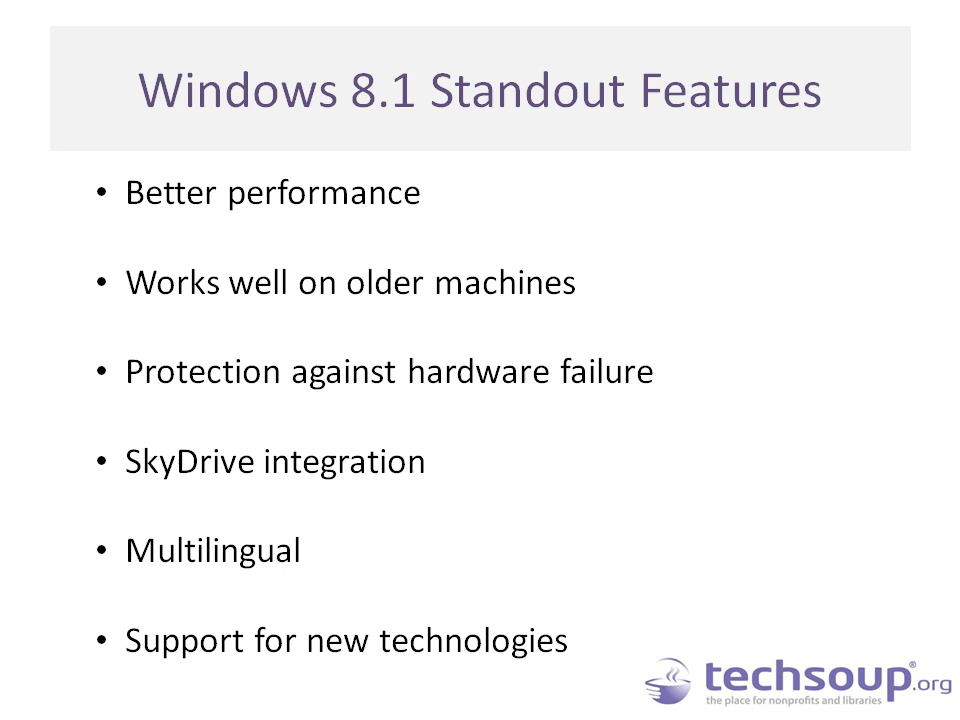 Windows 8.1 Standout Features
• Better performance
• Works well on older machines
• Protection against hardware failure
• SkyDrive integration
• Multilingual
• Support for new technologies
techsoup®.org
the place for nonprofits and libraries